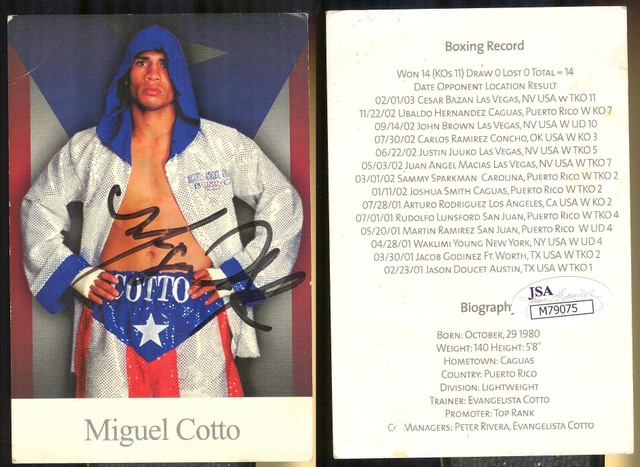 COTTO
Miguel Cotto
Boxing Record
Won 14 (KOs 11) Draw 0 Lost 0 Total = 14
Date Opponent Location Result
02/01/03 Cesar Bazan Las Vegas, NV USA w TKO 11
11/22/02 Ubaldo Hernandez Caguas, Puerto Rico W KO 7
09/14/02 John Brown Las Vegas, NV USA w UD 10
07/30/02 Carlos Ramirez Concho, OK USA w KO 3
06/22/02 Justin Juuko Las Vegas, NV USA w TKO 5
05/03/02 Juan Angel Macias Las Vegas, NV USA w TKO 7
03/01/02 Sammy Sparkman Carolina, Puerto Rico W TKO 2
01/11/02 Joshua Smith Caguas, Puerto Rico W TKO 2
07/28/01 Arturo Rodriguez Los Angeles, CA USA w KO 2
07/01/01 Rudolfo Lunsford San Juan, Puerto Rico W TKO 4
05/20/01 Martin Ramirez San Juan, Puerto Rico W UD 4
04/28/01 Waklimi Young New York, NY USA w UD 4
03/30/01 Jacob Godinez Ft. Worth, TX USA w TKO 2
02/23/01 Jason Doucet Austin, TX USA w TKO 1
JSA
M79075
Biograph
Born: October, 29 1980
Weight: 140 Height: 5'8"
Hometown: Caguas
Country: Puerto Rico
Division: Lightweight
Trainer: Evangelista Cotto
Promoter: Top Rank
Co Managers: Peter Rivera, Evangelista Cotto